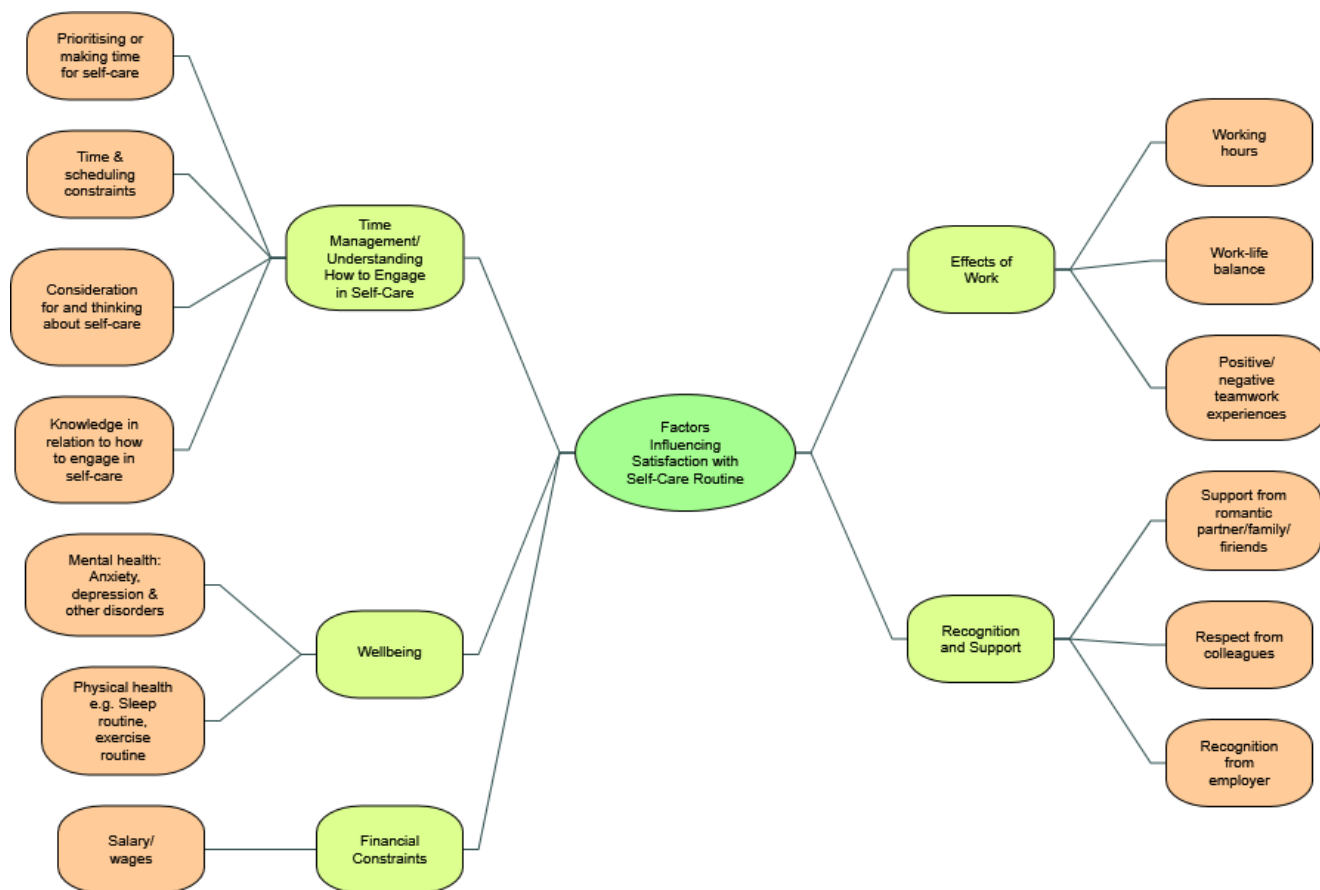 Prioritising or
making time
for self-care
Time &
scheduling
constraints
Consideration
for and thinking
about self-care
Knowledge in
relation to how
to engage in
self-care
Time
Management/
Understanding
How to Engage
in Self-Care
Mental health:
Anxiety,
depression &
other disorders
Physical health
e.g. Sleep
routine,
exercise
routine
Wellbeing
Salary/
wages
Financial
Constraints
Factors
Influencing
Satisfaction with
Self-Care Routine
Effects of
Work
Working
hours
Work-life
balance
Positive/
negative
teamwork
experiences
Recognition
and Support
Support from
romantic
partner/family/
firiends
Respect from
colleagues
Recognition
from
employer